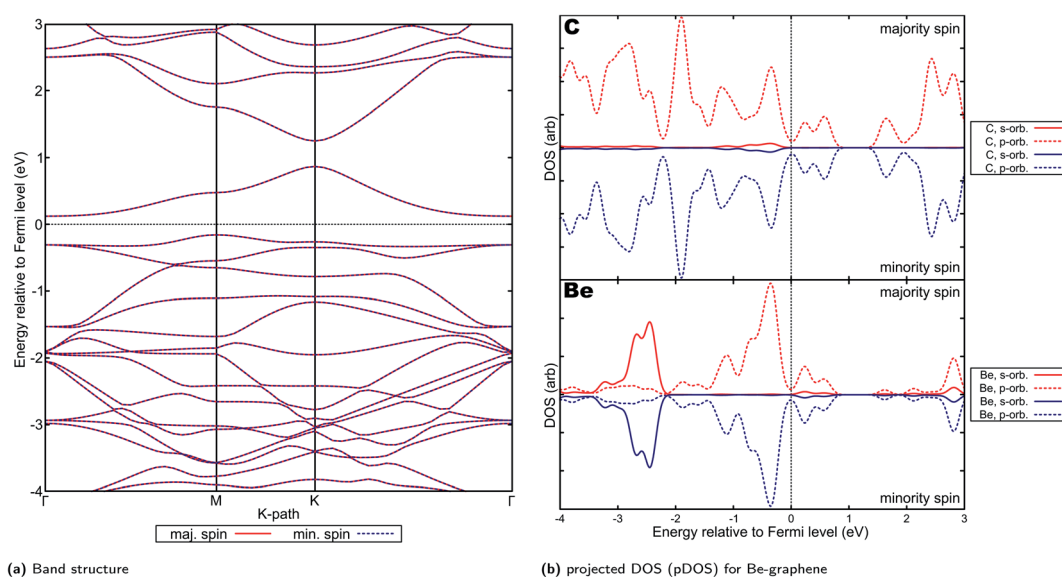 3
2
1
0
-1
-2
-3
-4
Energy relative to Fermi level (eV)
Γ
M
K
Γ
K-path
maj. spin
min. spin
(a) Band structure
C
majority spin
DOS (arb)
minority spin
C, s-orb.
C, p-orb.
C, s-orb.
C, p-orb.
Be
majority spin
DOS (arb)
minority spin
Be, s-orb.
Be, p-orb.
Be, s-orb.
Be, p-orb.
-4 -3 -2 -1 0 1 2 3
Energy relative to Fermi level (eV)
(b) projected DOS (pDOS) for Be-graphene